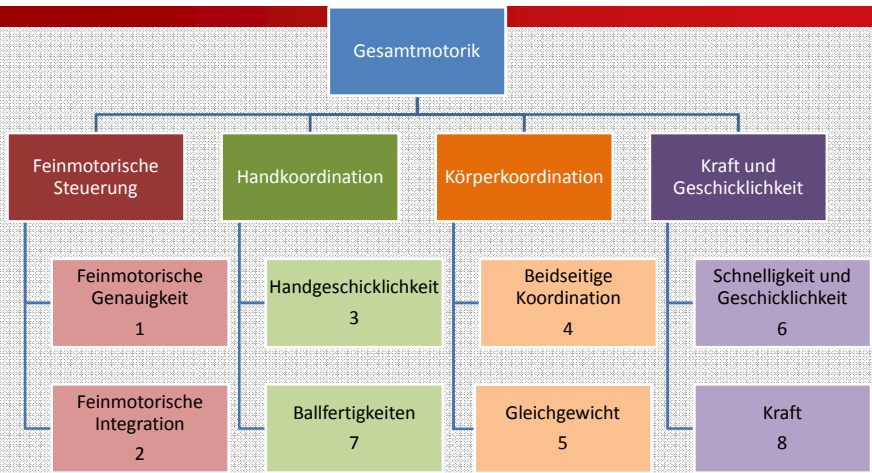 Gesamtmotorik
Feinmotorische
Steuerung
Handkoordination
Körperkoordination
Kraft und
Geschicklichkeit
Feinmotorische
Genauigkeit
1
Handgeschicklichkeit
3
Beidseitige
Koordination
4
Schnelligkeit und
Geschicklichkeit
6
Feinmotorische
Integration
2
Ballfertigkeiten
7
Gleichgewicht
5
Kraft
8